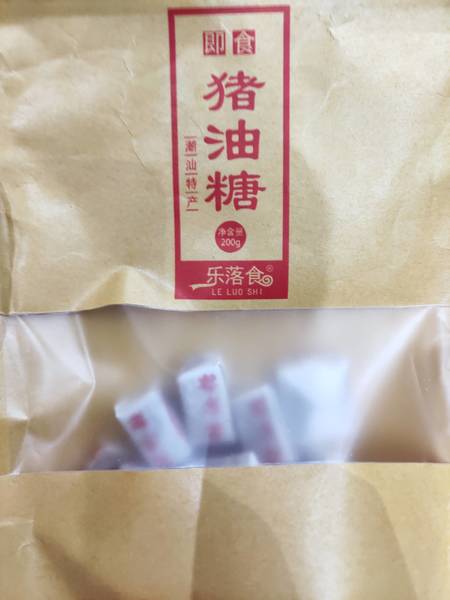 即食
猪油糖
潮汕特产
净含量
200g
乐落食®
LE LUO SHI